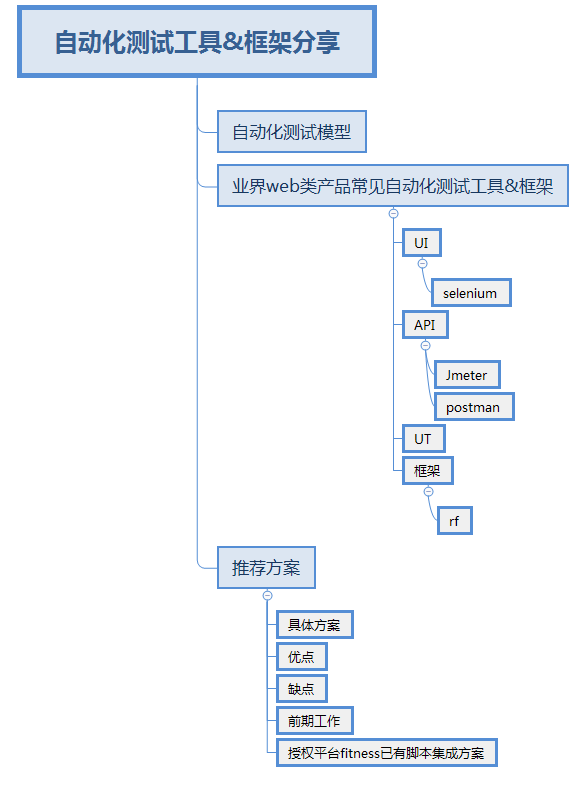 自动化测试工具&框架分享
自动化测试模型
业界web类产品常见自动化测试工具&框架
UI
selenium
API
Jmeter
postman
UT
框架
rf
推荐方案
具体方案
优点
缺点
前期工作
授权平台fitness已有脚本集成方案